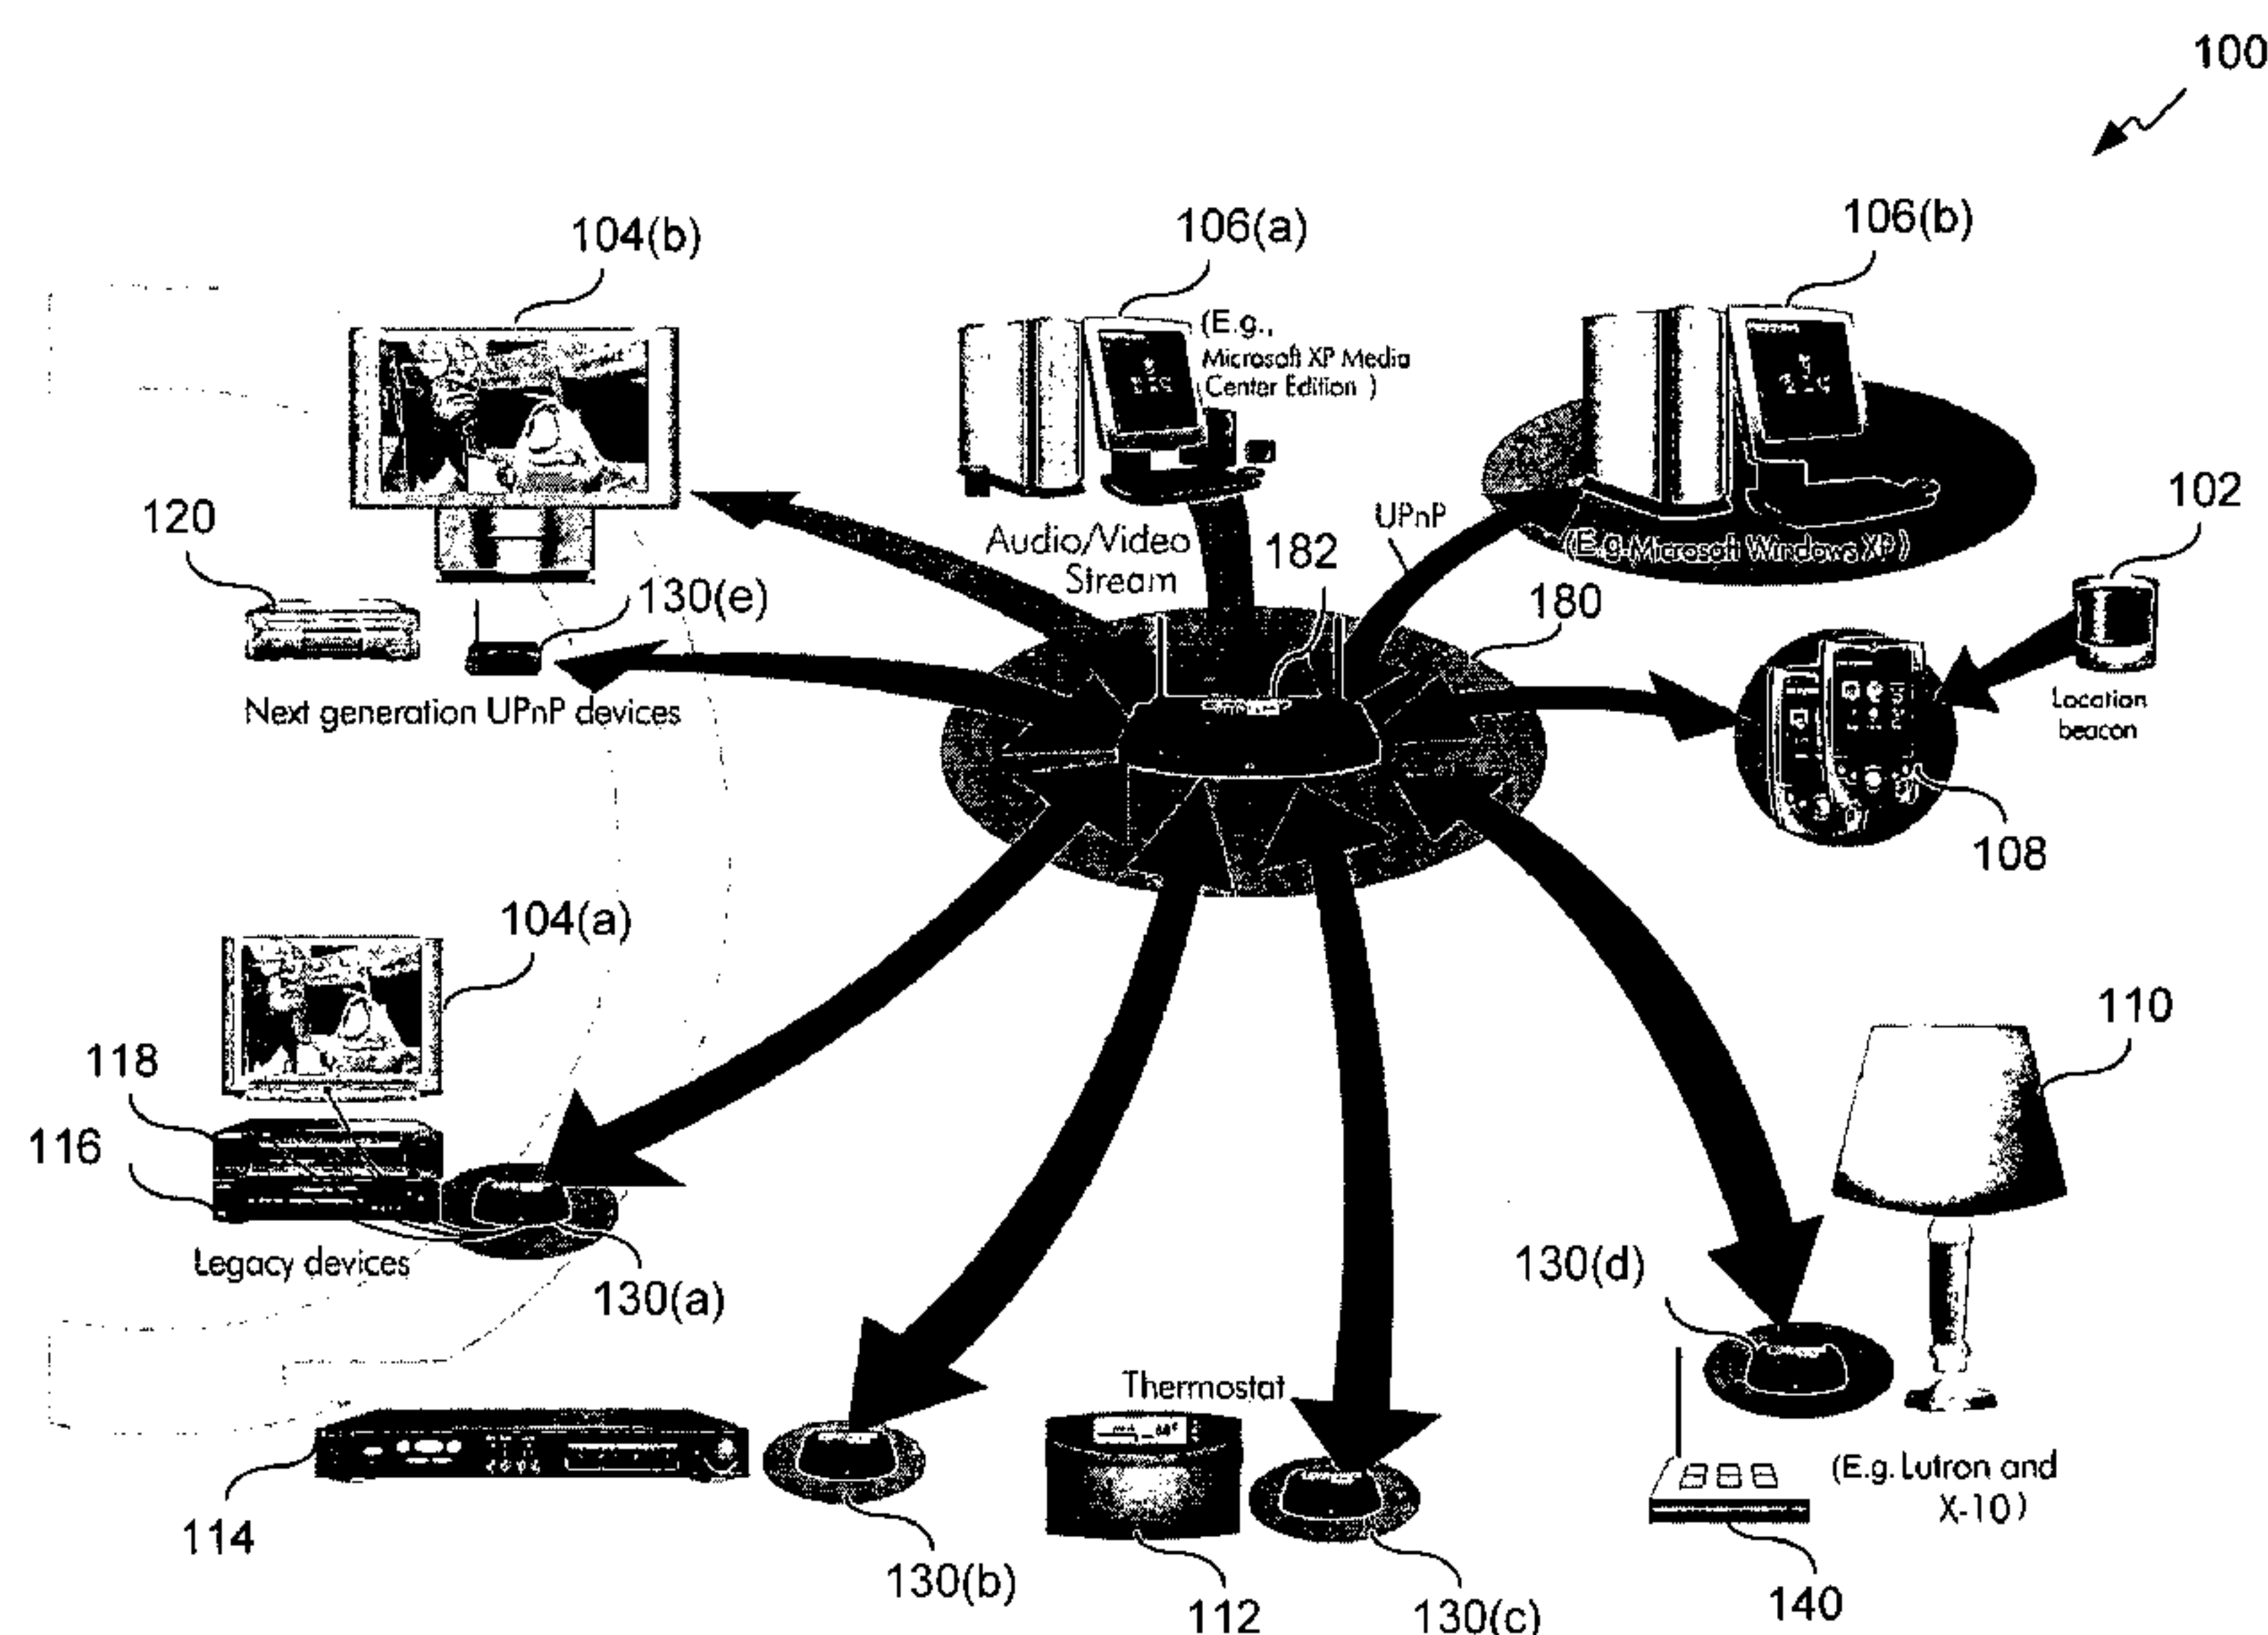 100
104(b)
106(a)
106(b)
(E.g.,
Microsoft XP Media
Center Edition )
120
102
UPnP
Audio/Video
Stream
182
(E.g.Microsoft Windows XP)
130(e)
180
Next generation UPnP devices
Location
beacon
108
104(a)
110
118
116
Legacy devices
130(a)
130(d)
Thermostat
(E.g. Lutron and
X-10)
114
130(b)
112
130(c)
140